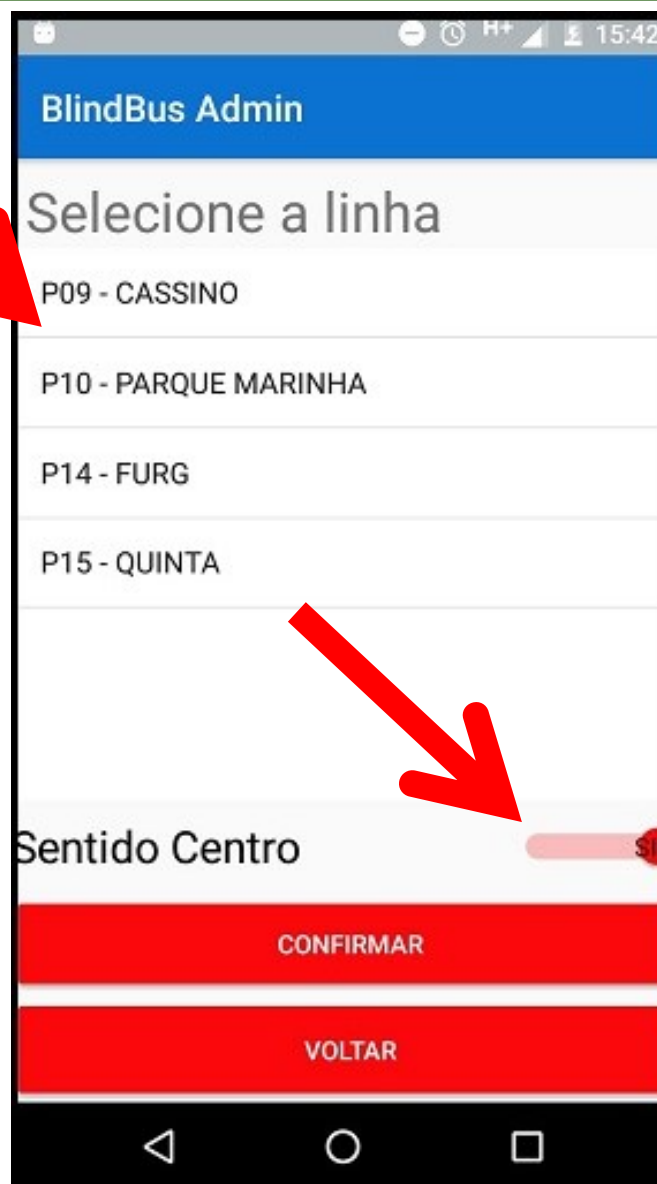 H+ 15:42
BlindBus Admin
Selecione a linha
P09 - CASSINO
P10 - PARQUE MARINHA
P14 - FURG
P15 - QUINTA
Sentido Centro
CONFIRMAR
VOLTAR